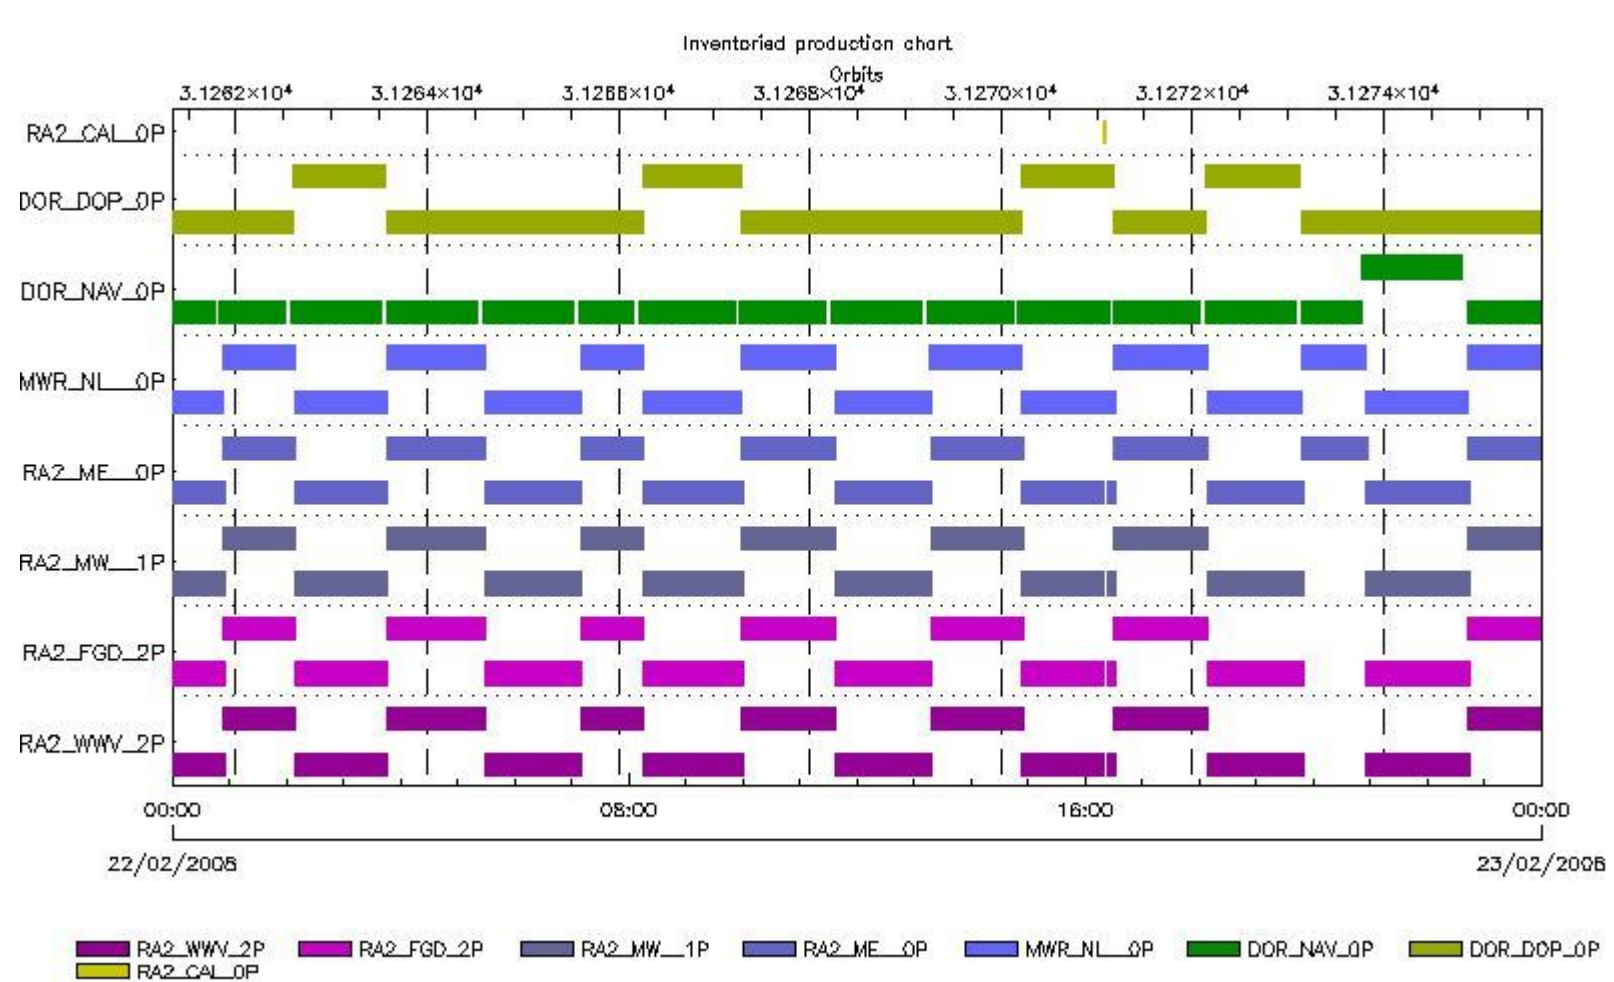 Inventoried production chart
Orbits
3.1262×10⁴ 3.1264×10⁴ 3.1266×10⁴ 3.1268×10⁴ 3.1270×10⁴ 3.1272×10⁴ 3.1274×10⁴
RA2_CAL_0P
DOR_DOP_0P
DOR_NAV_0P
MWR_NL__0P
RA2_ME__0P
RA2_MW__1P
RA2_FGD_2P
RA2_WWV_2P
00:00 08:00 16:00 00:00
22/02/2008 23/02/2008
RA2_WWV_2P RA2_FGD_2P RA2_MW__1P RA2_ME__0P MWR_NL__0P DOR_NAV_0P DOR_DOP_0P
RA2_CAL_0P